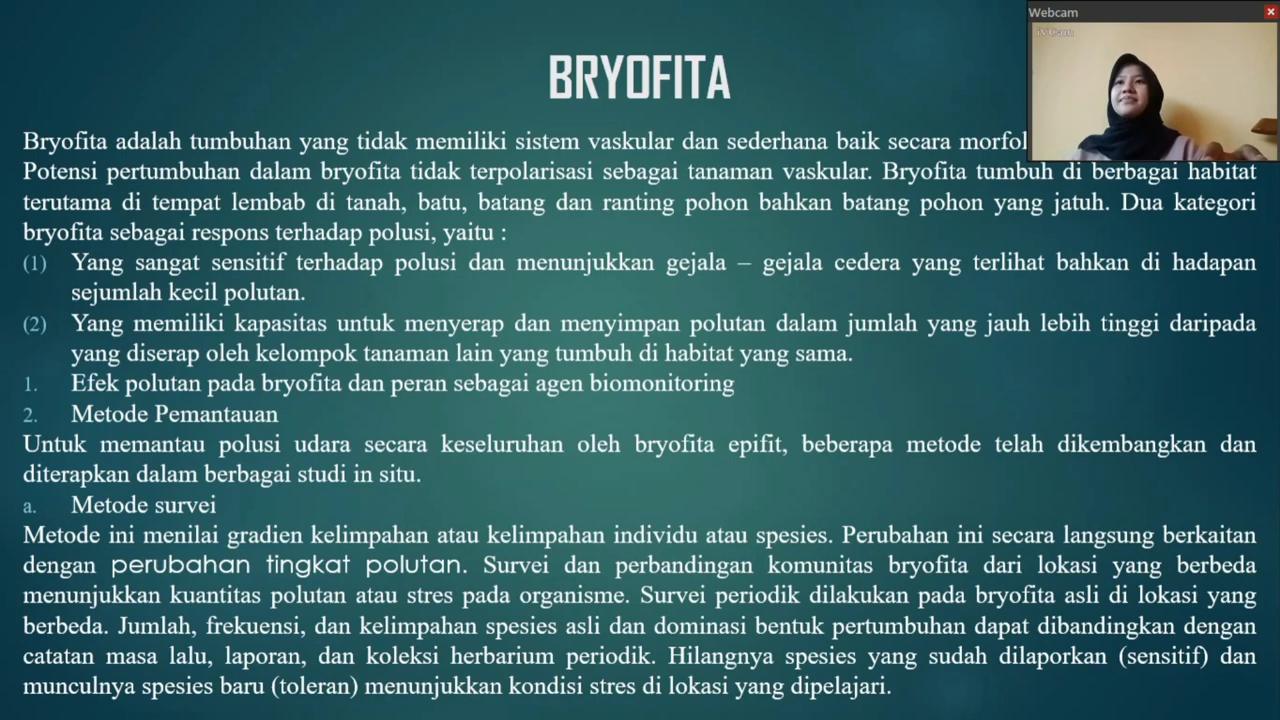 Webcam
iVCam
BRYOFITA
Bryofita adalah tumbuhan yang tidak memiliki sistem vaskular dan sederhana baik secara
Potensi pertumbuhan dalam bryofita tidak terpolarisasi sebagai tanaman vaskular. Bryofita tumbuh di berbagai habitat
terutama di tempat lembab di tanah, batu, batang dan ranting pohon bahkan batang pohon yang jatuh. Dua kategori
bryofita sebagai respons terhadap polusi, yaitu :
(1) Yang sangat sensitif terhadap polusi dan menunjukkan gejala – gejala cedera yang terlihat bahkan di hadapan
sejumlah kecil polutan.
(2) Yang memiliki kapasitas untuk menyerap dan menyimpan polutan dalam jumlah yang jauh lebih tinggi daripada
yang diserap oleh kelompok tanaman lain yang tumbuh di habitat yang sama.
1. Efek polutan pada bryofita dan peran sebagai agen biomonitoring
2. Metode Pemantauan
Untuk memantau polusi udara secara keseluruhan oleh bryofita epifit, beberapa metode telah dikembangkan dan
diterapkan dalam berbagai studi in situ.
a. Metode survei
Metode ini menilai gradien kelimpahan atau kelimpahan individu atau spesies. Perubahan ini secara langsung berkaitan
dengan perubahan tingkat polutan. Survei dan perbandingan komunitas bryofita dari lokasi yang berbeda
menunjukkan kuantitas polutan atau stres pada organisme. Survei periodik dilakukan pada bryofita asli di lokasi yang
berbeda. Jumlah, frekuensi, dan kelimpahan spesies asli dan dominasi bentuk pertumbuhan dapat dibandingkan dengan
catatan masa lalu, laporan, dan koleksi herbarium periodik. Hilangnya spesies yang sudah dilaporkan (sensitif) dan
munculnya spesies baru (toleran) menunjukkan kondisi stres di lokasi yang dipelajari.